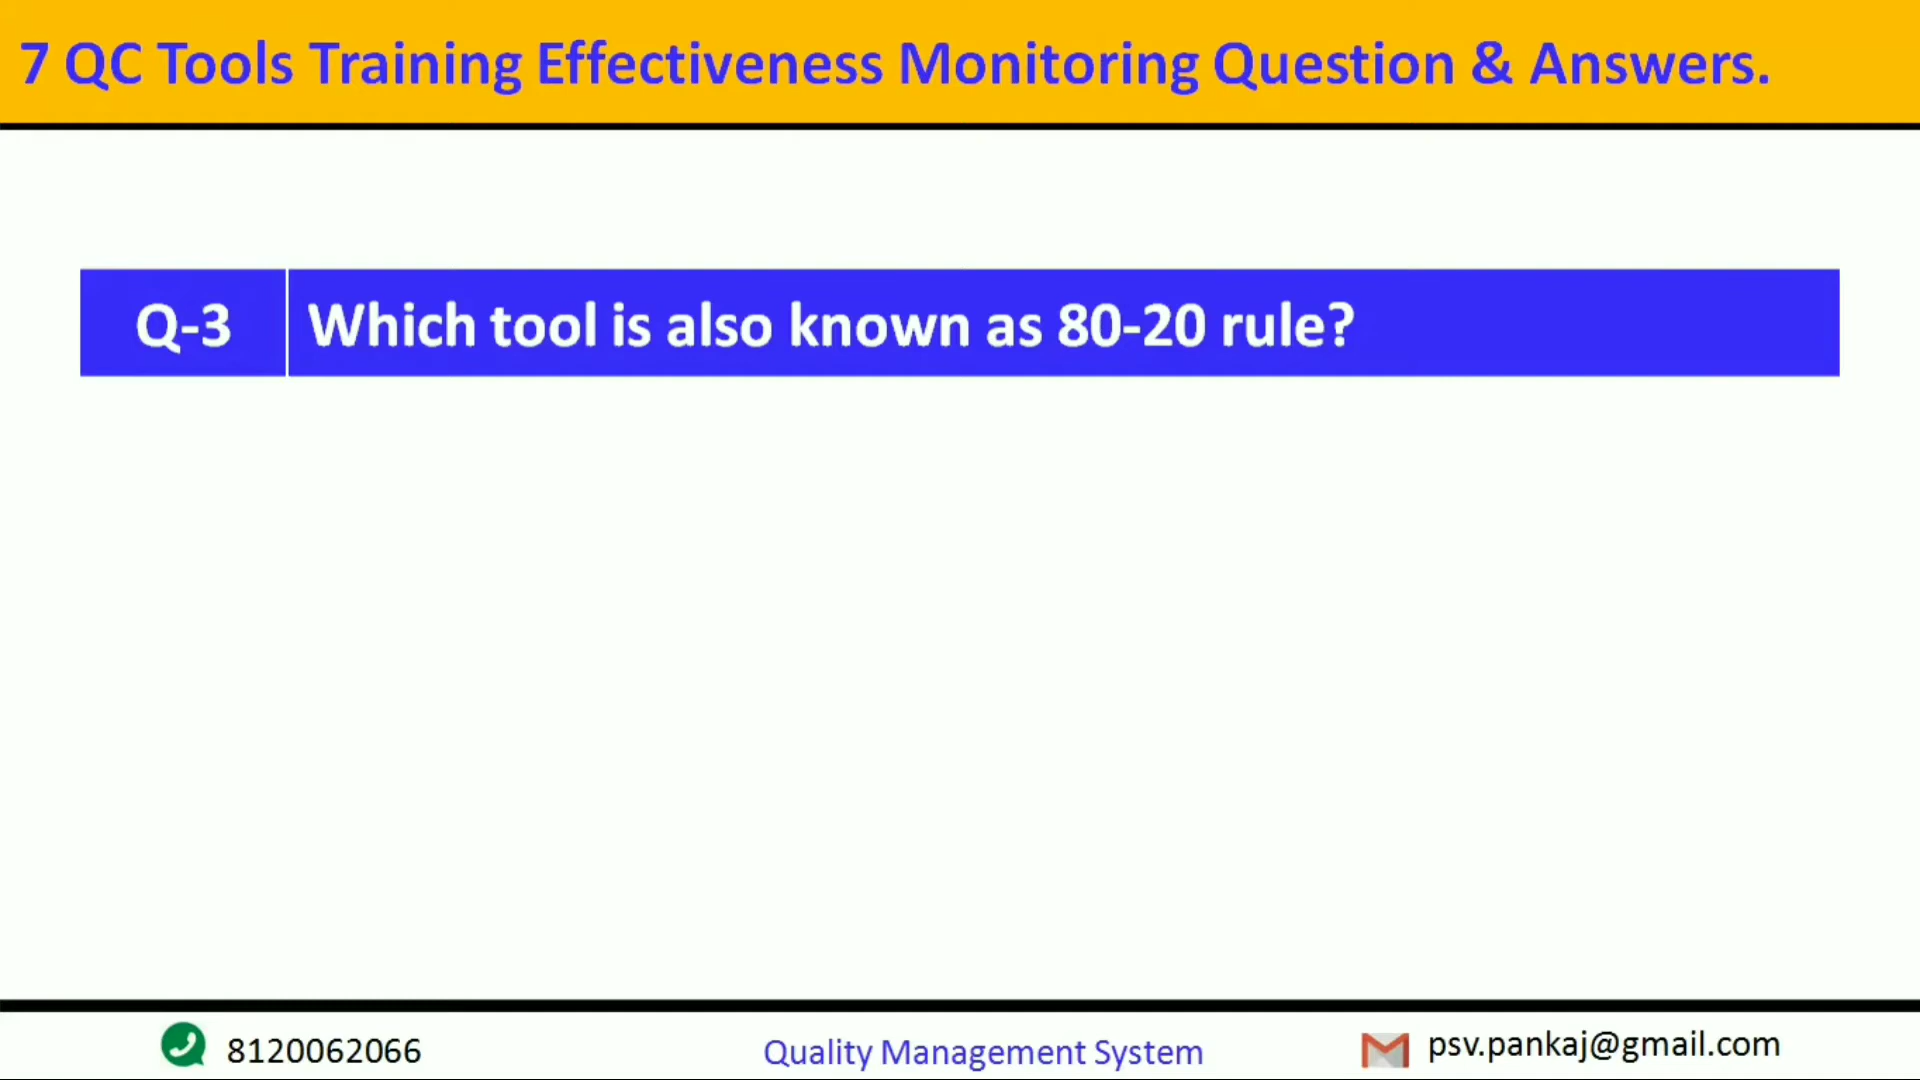 7 QC Tools Training Effectiveness Monitoring Question & Answers.
Q-3 Which tool is also known as 80-20 rule?
8120062066 Quality Management System psv.pankaj@gmail.com